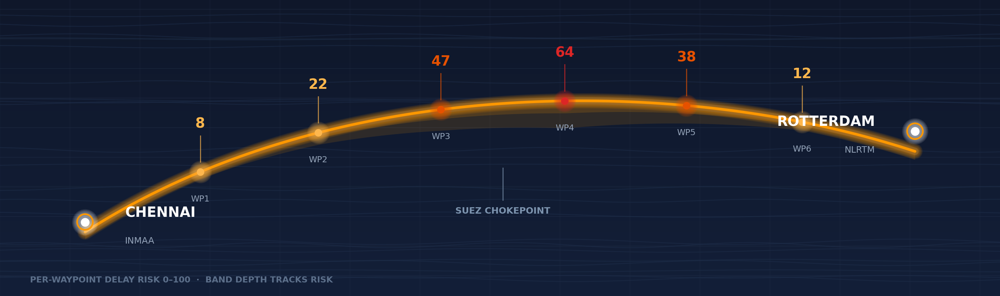 64
38
47
12
22
8
ROTTERDAM
WP4
WP5
WP3
WP6
NLRTM
WP2
WP1
CHENNAI
SUEZ CHOKEPOINT
INMAA
PER-WAYPOINT DELAY RISK 0–100 · BAND DEPTH TRACKS RISK